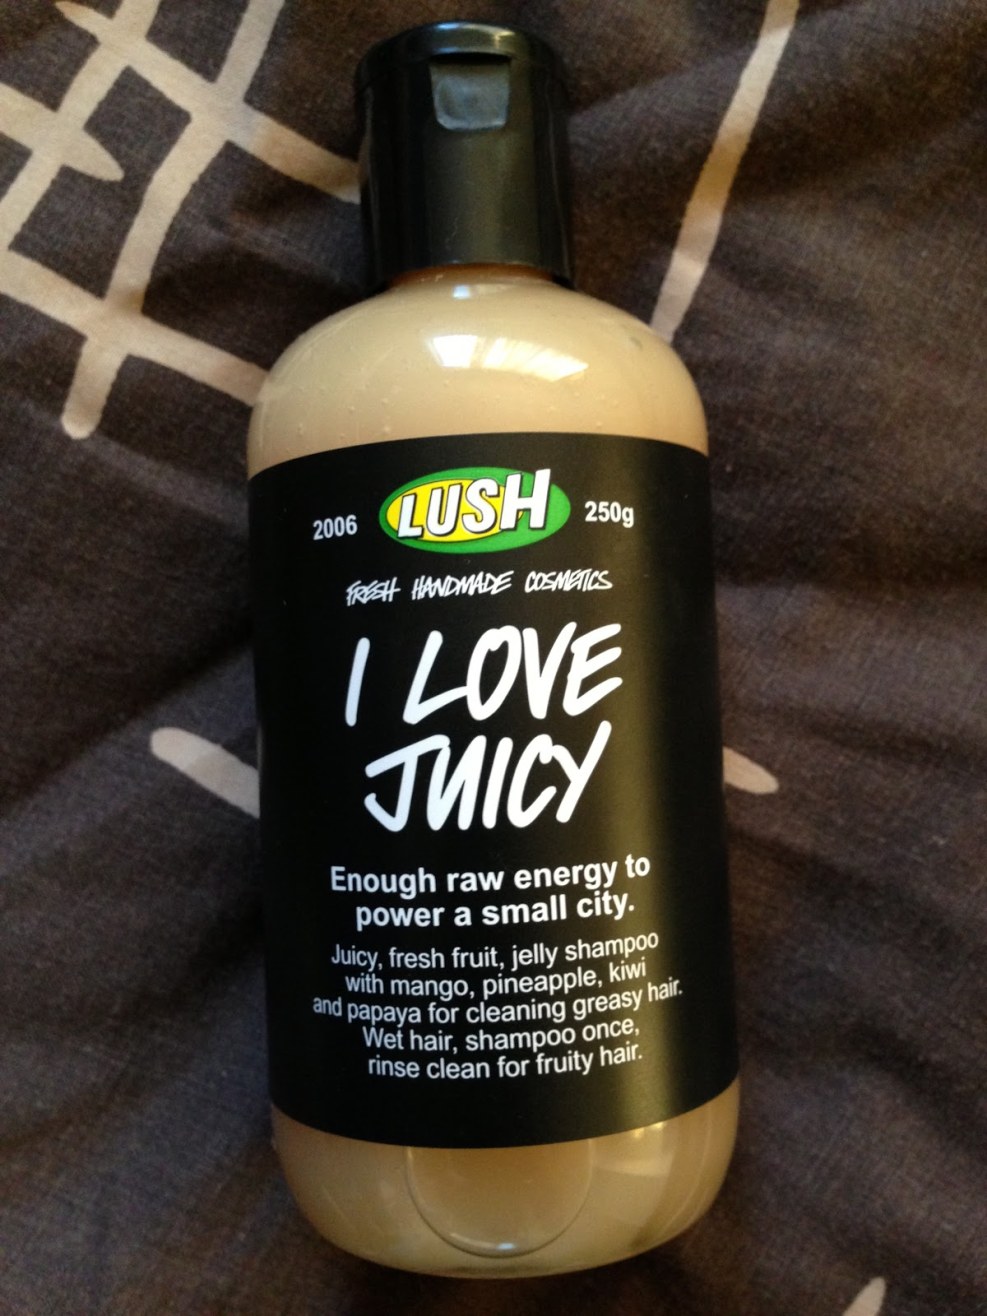 2006 LUSH 250g
FRESH HANDMADE COSMETICS
I LOVE
JUICY
Enough raw energy to
power a small city.
Juicy, fresh fruit, jelly shampoo
with mango, pineapple, kiwi
and papaya for cleaning greasy hair.
Wet hair, shampoo once,
rinse clean for fruity hair.